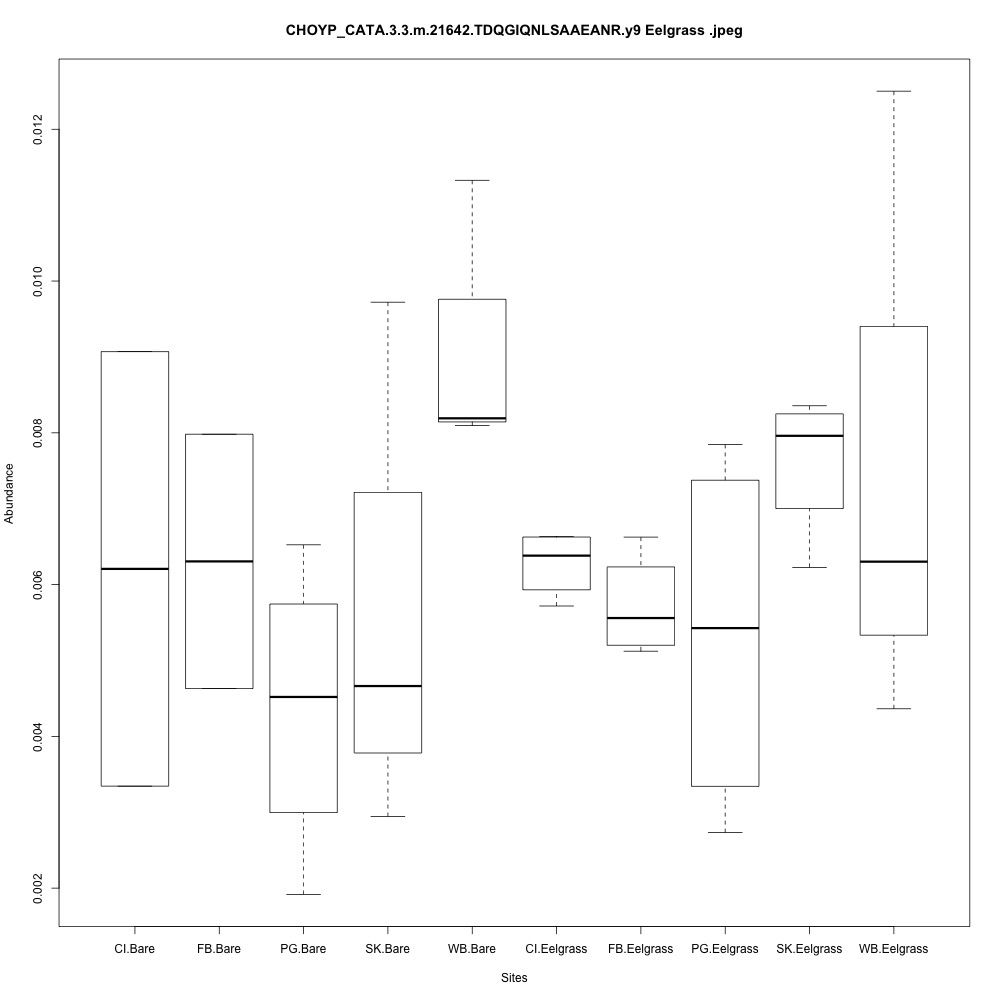 CHOYP_CATA.3.3.m.21642.TDQGIQNLSAAEANR.y9 Eelgrass .jpeg
0.012
0.010
0.008
0.006
0.004
0.002
Abundance
CI.Bare FB.Bare PG.Bare SK.Bare WB.Bare CI.Eelgrass FB.Eelgrass PG.Eelgrass SK.Eelgrass WB.Eelgrass
Sites